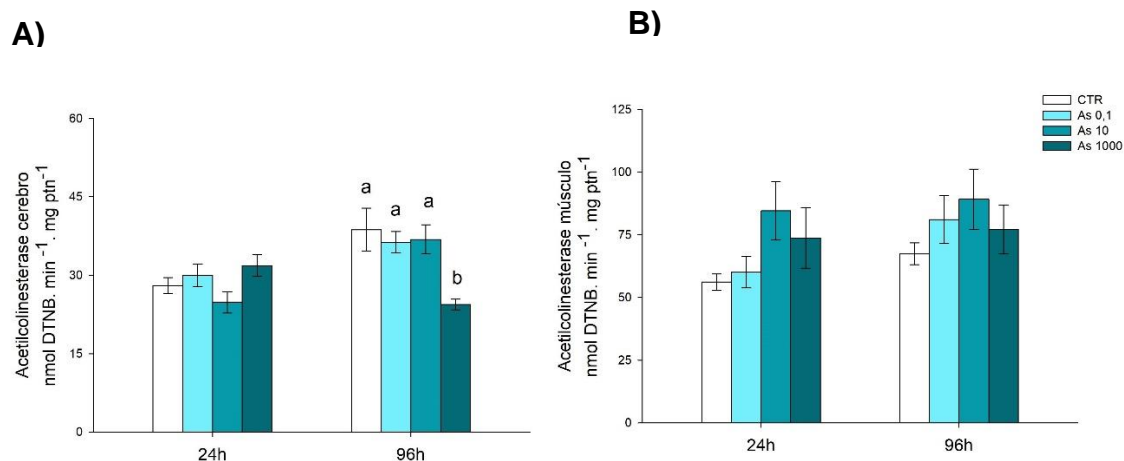 A)
Acetilcolinesterase cerebro
nmol DTNB. min ⁻¹. mg ptn⁻¹
60
45
30
15
0
a
a
a
b
24h
96h
B)
Acetilcolinesterase músculo
nmol DTNB. min ⁻¹. mg ptn⁻¹
125
100
75
50
25
0
24h
96h
CTR
As 0,1
As 10
As 1000